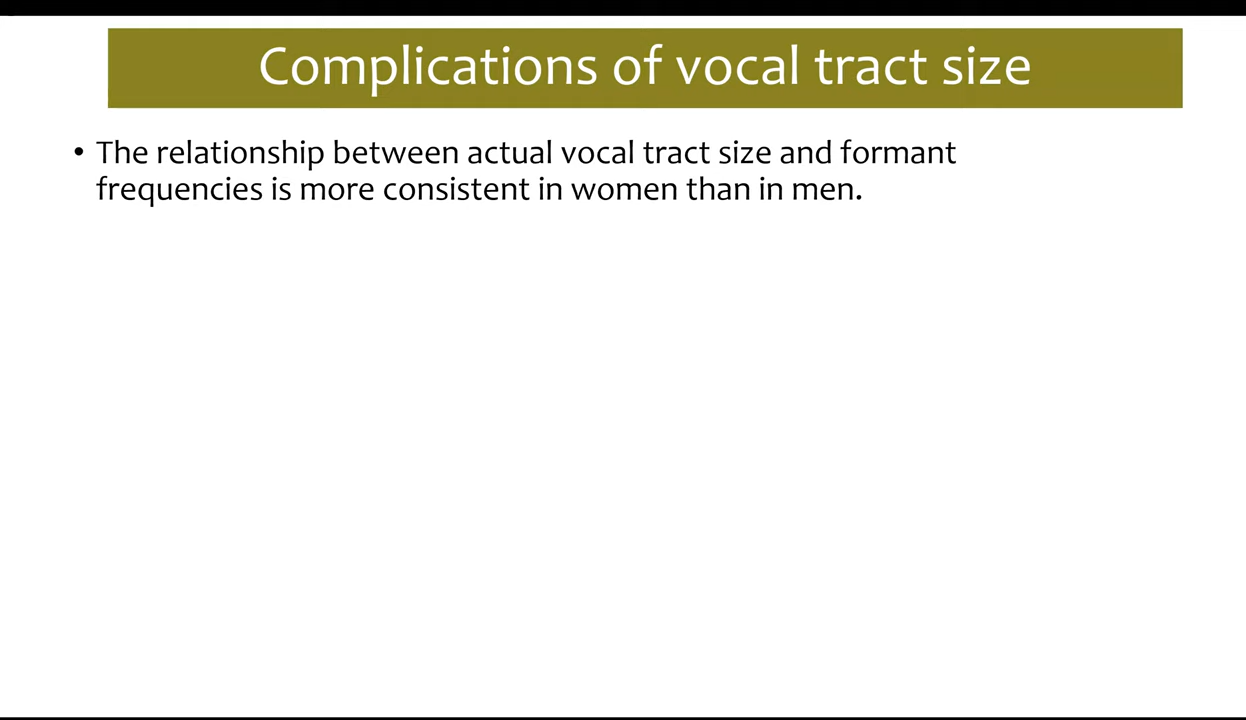 Complications of vocal tract size
• The relationship between actual vocal tract size and formant
frequencies is more consistent in women than in men.